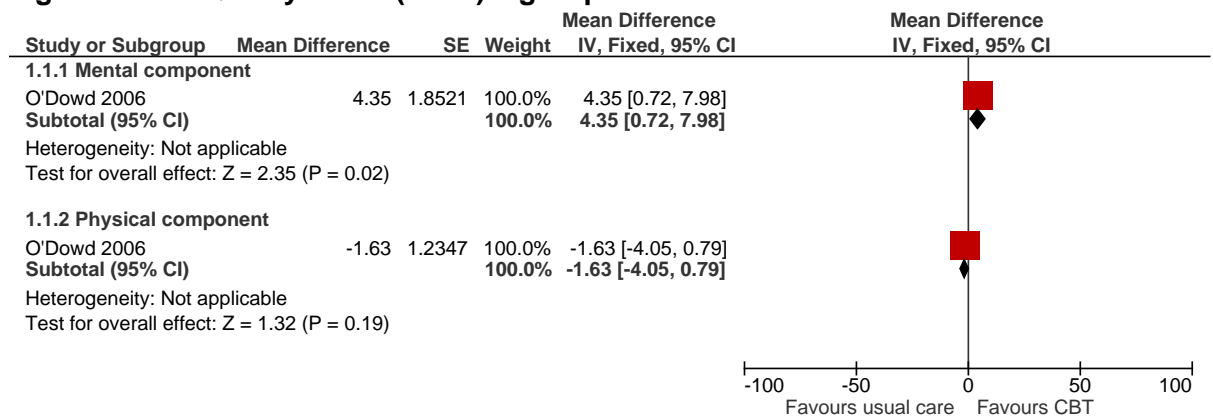 Mean Difference Mean Difference
Study or Subgroup Mean Difference SE Weight IV, Fixed, 95% CI IV, Fixed, 95% CI
1.1.1 Mental component
O'Dowd 2006 4.35 1.8521 100.0% 4.35 [0.72, 7.98]
Subtotal (95% CI) 100.0% 4.35 [0.72, 7.98]
Heterogeneity: Not applicable
Test for overall effect: Z = 2.35 (P = 0.02)
1.1.2 Physical component
O'Dowd 2006 -1.63 1.2347 100.0% -1.63 [-4.05, 0.79]
Subtotal (95% CI) 100.0% -1.63 [-4.05, 0.79]
Heterogeneity: Not applicable
Test for overall effect: Z = 1.32 (P = 0.19)
-100 -50 0 50 100
Favours usual care Favours CBT